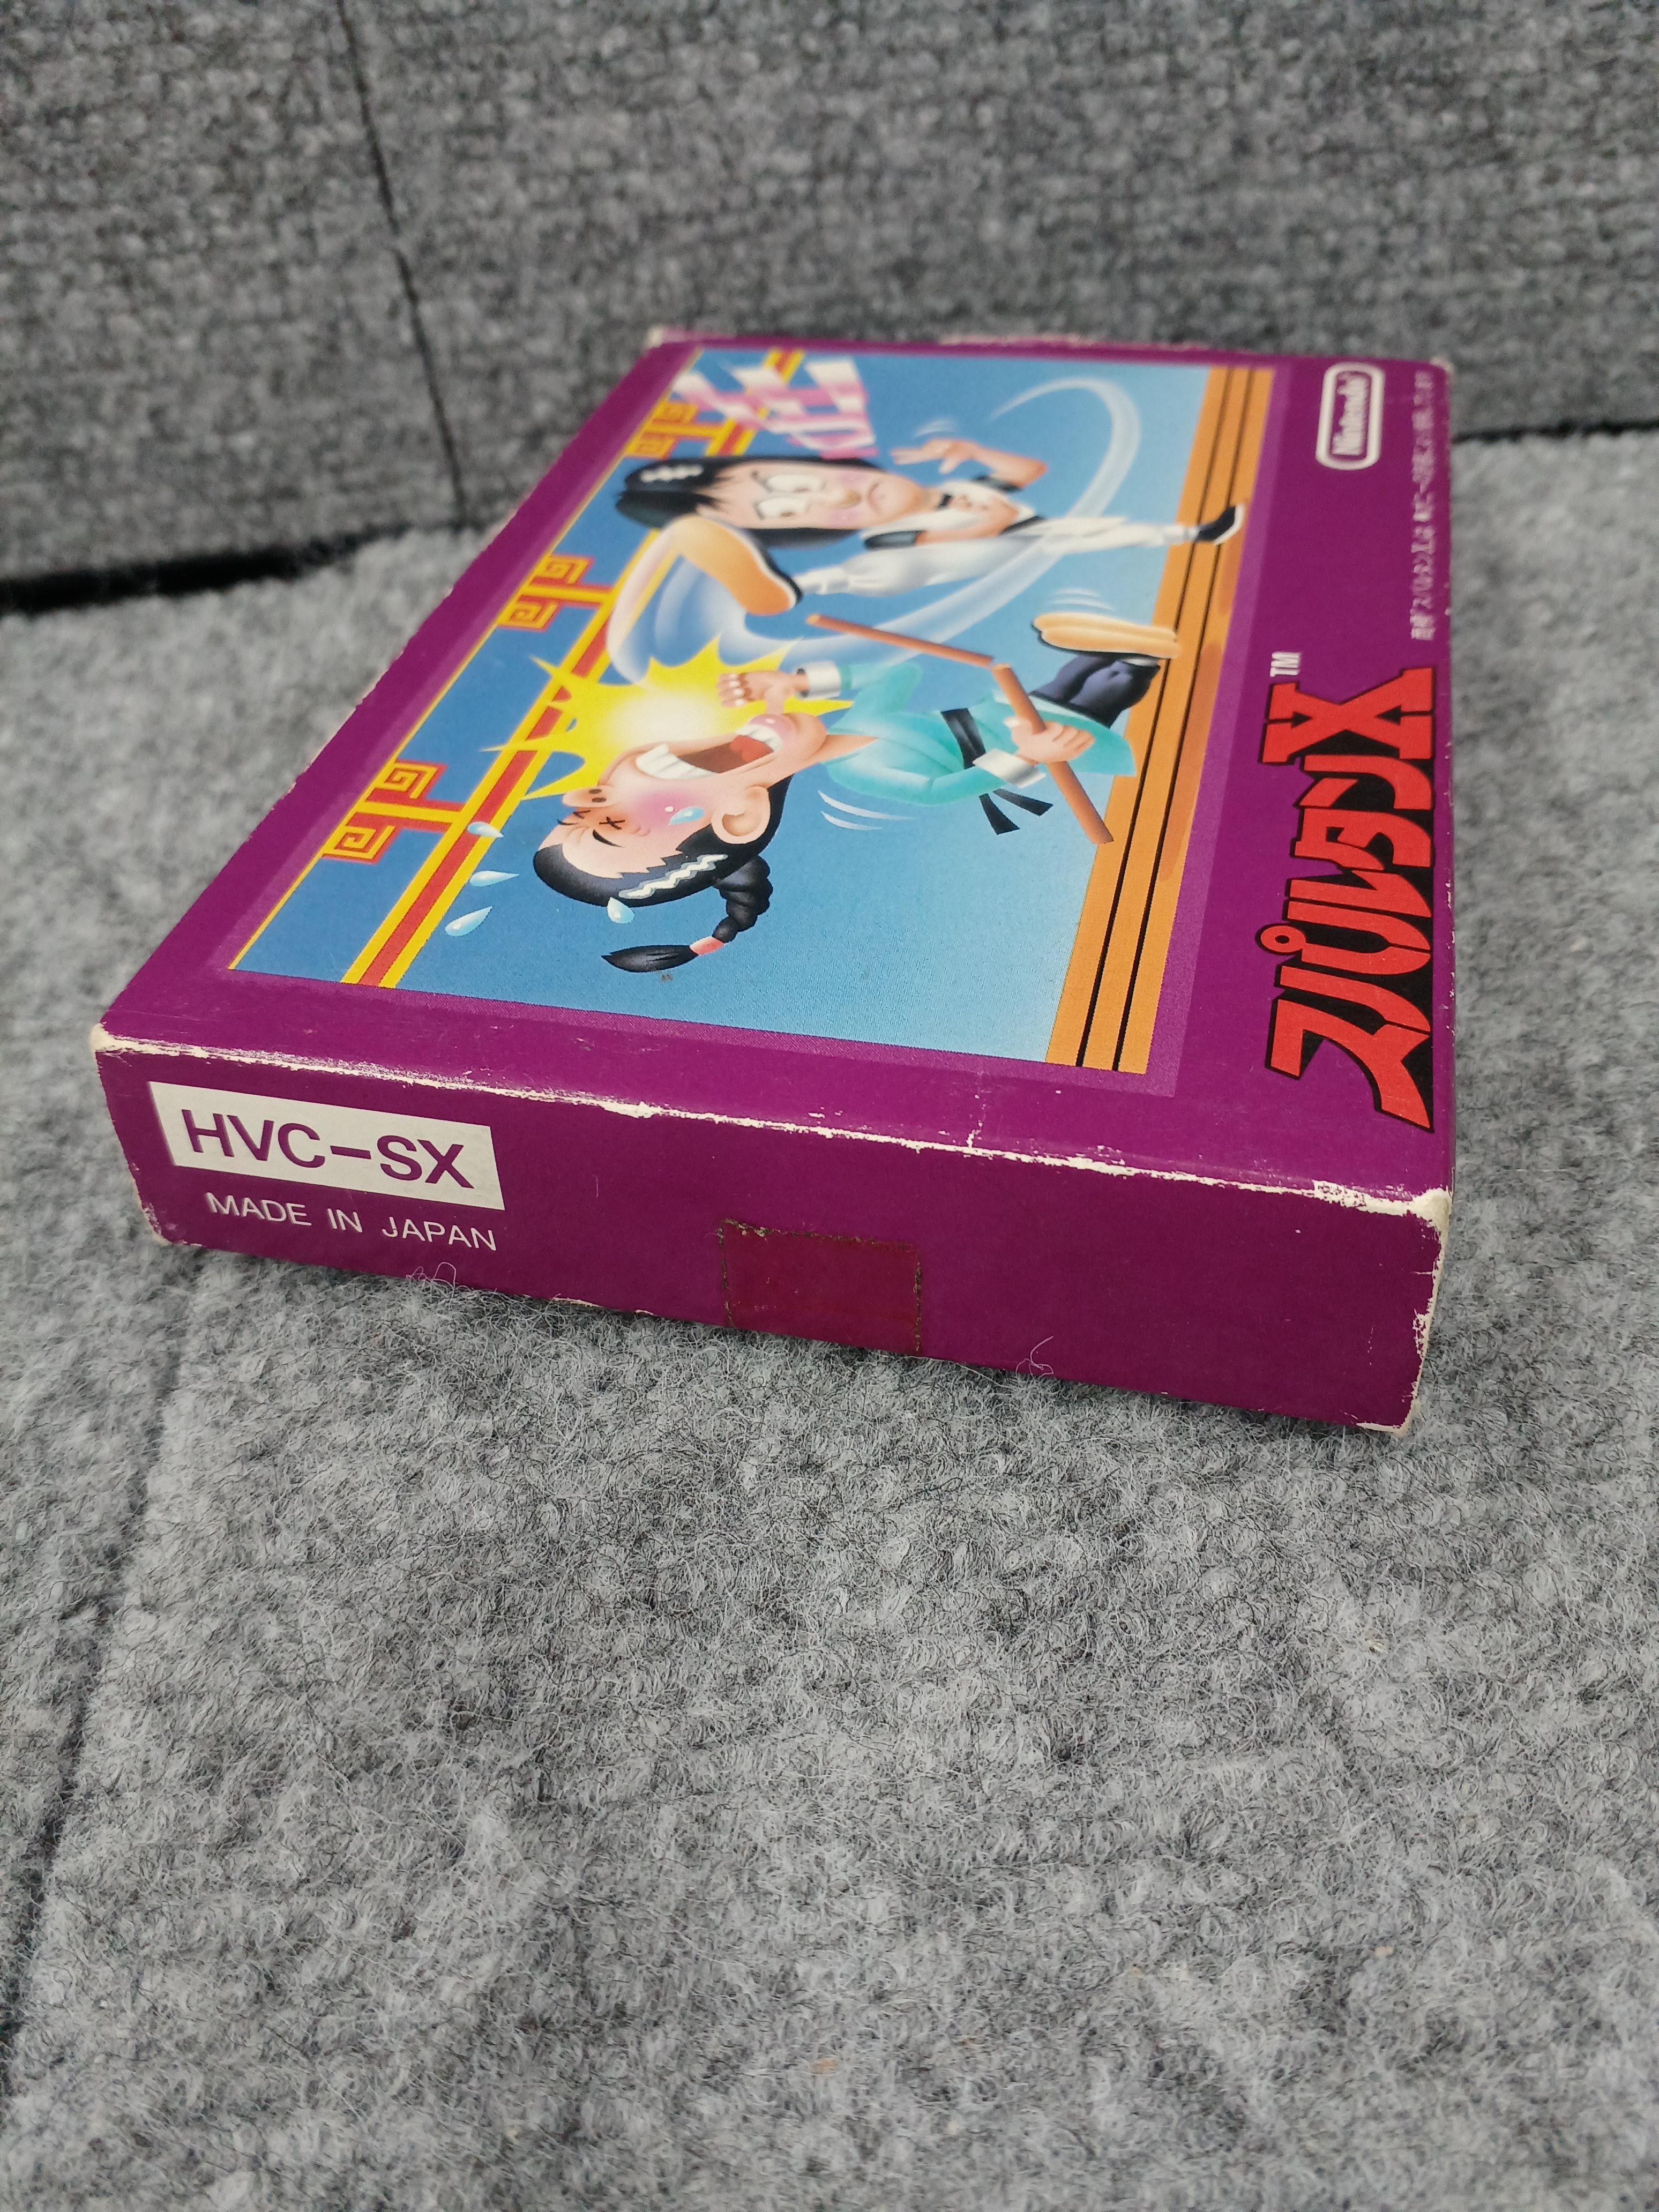 Nintendo
スパルタンX™
HVC-SX
MADE IN JAPAN